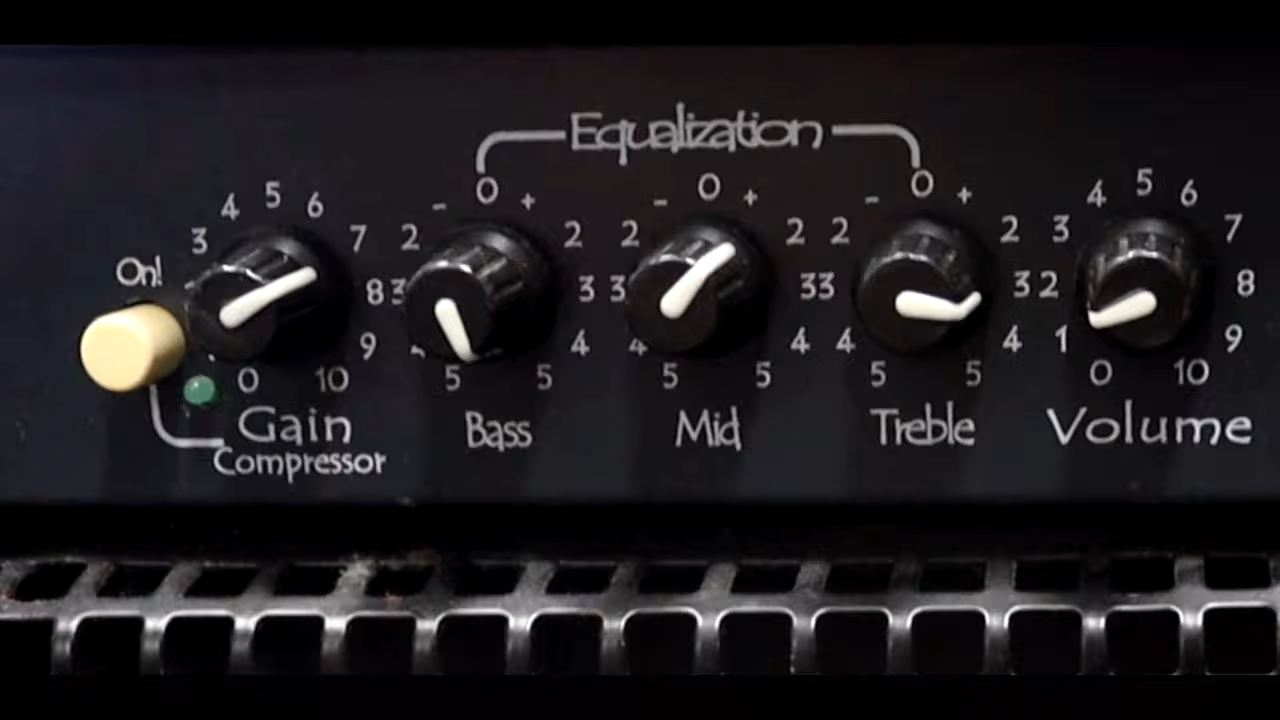 Equalization
0 0 0
- + - + - +
4 5 6 4 5 6
3 7 2 2 2 2 2 2 3 7
On!
8 3 3 3 3 3 3 2 8
9 4 4 4 4 4 1 9
0 10 5 5 5 5 5 5 0 10
Gain Bass Mid Treble Volume
Compressor